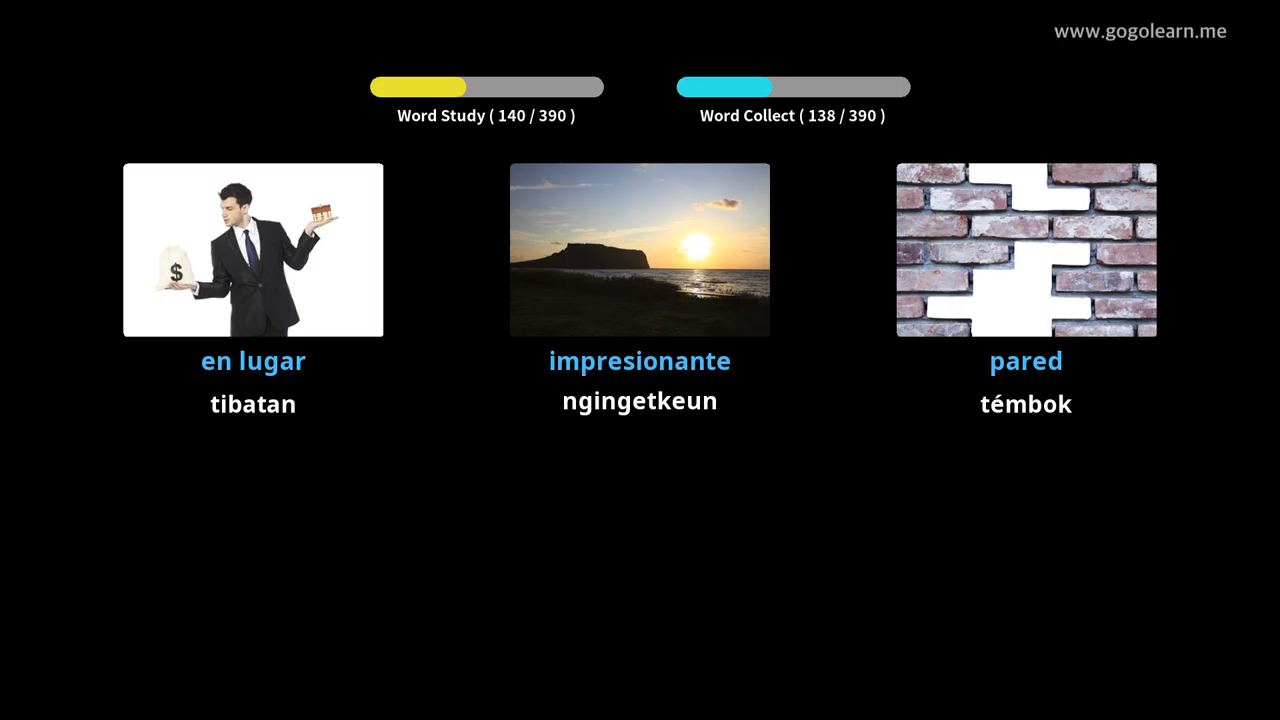 www.gogolearn.me
Word Study ( 140 / 390 )
Word Collect ( 138 / 390 )
$
en lugar
impresionante
pared
tibatan
ngingetkeun
témbok